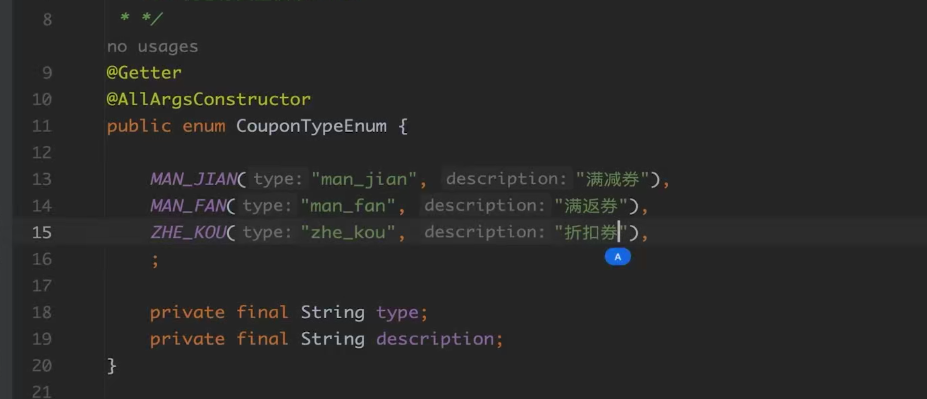 8 * */
no usages
9 @Getter
10 @AllArgsConstructor
11 public enum CouponTypeEnum {
12
13 MAN_JIAN( type: "man_jian", description: "满减券"),
14 MAN_FAN( type: "man_fan", description: "满返券"),
15 ZHE_KOU( type: "zhe_kou", description: "折扣券"),
A
16 ;
17
18 private final String type;
19 private final String description;
20 }
21